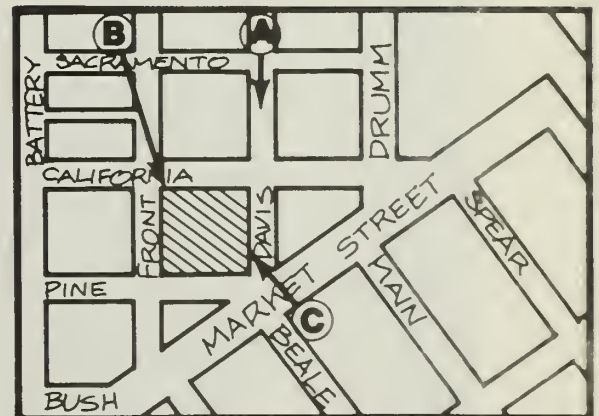 B
A
SACRAMENTO
BATTERY
DRUMM
CALIFORNIA
FRONT
DAVIS
MARKET STREET
SPEAR
PINE
MAIN
C
BEALE
BUSH